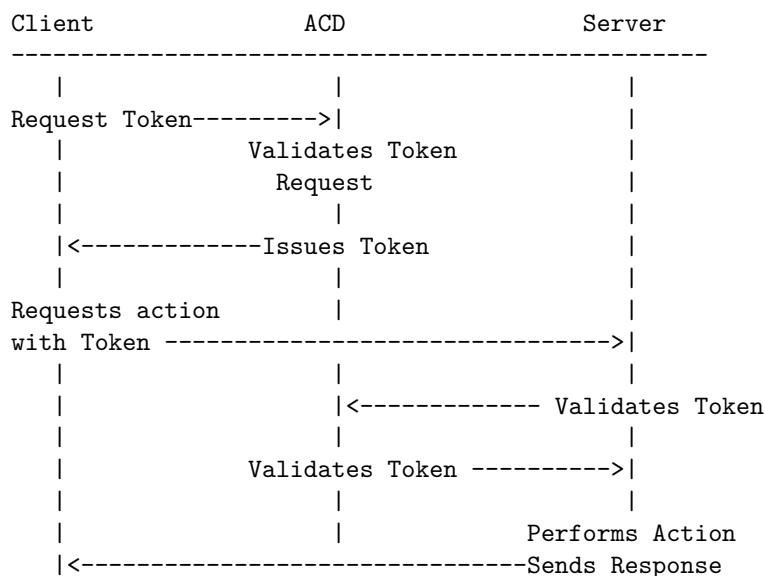 Client ACD Server
Request Token--------->|
Validates Token
Request
|<-------------Issues Token
Requests action
with Token -------------------------------->|
|<------------- Validates Token
Validates Token ---------->|
Performs Action
|<--------------------------------Sends Response